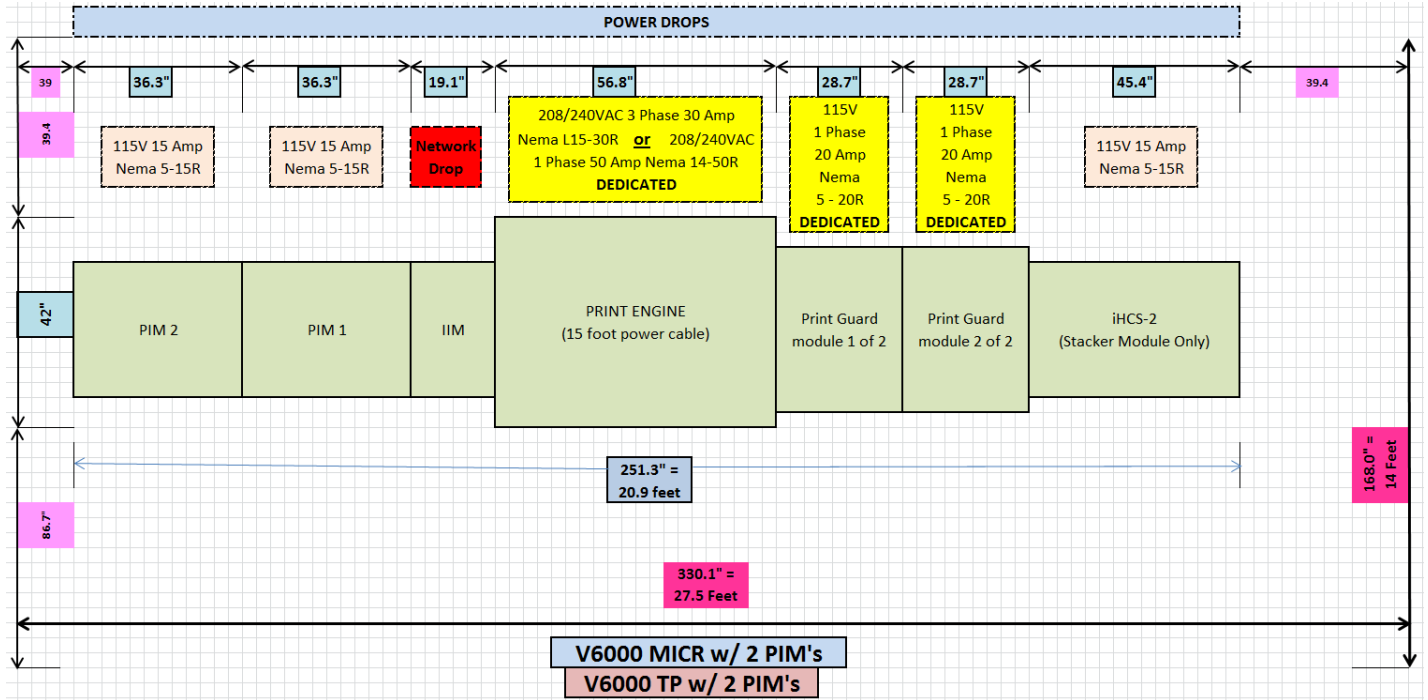 POWER DROPS
39
36.3"
36.3"
19.1"
56.8"
28.7"
28.7"
45.4"
39.4
39.4
115V 15 Amp
Nema 5-15R
115V 15 Amp
Nema 5-15R
Network
Drop
208/240VAC 3 Phase 30 Amp
Nema L15-30R or 208/240VAC
1 Phase 50 Amp Nema 14-50R
DEDICATED
115V
1 Phase
20 Amp
Nema
5 - 20R
DEDICATED
115V
1 Phase
20 Amp
Nema
5 - 20R
DEDICATED
115V 15 Amp
Nema 5-15R
42"
PIM 2
PIM 1
IIM
PRINT ENGINE
(15 foot power cable)
Print Guard
module 1 of 2
Print Guard
module 2 of 2
iHCS-2
(Stacker Module Only)
251.3" =
20.9 feet
168.0" =
14 Feet
86.7"
330.1" =
27.5 Feet
V6000 MICR w/ 2 PIM's
V6000 TP w/ 2 PIM's